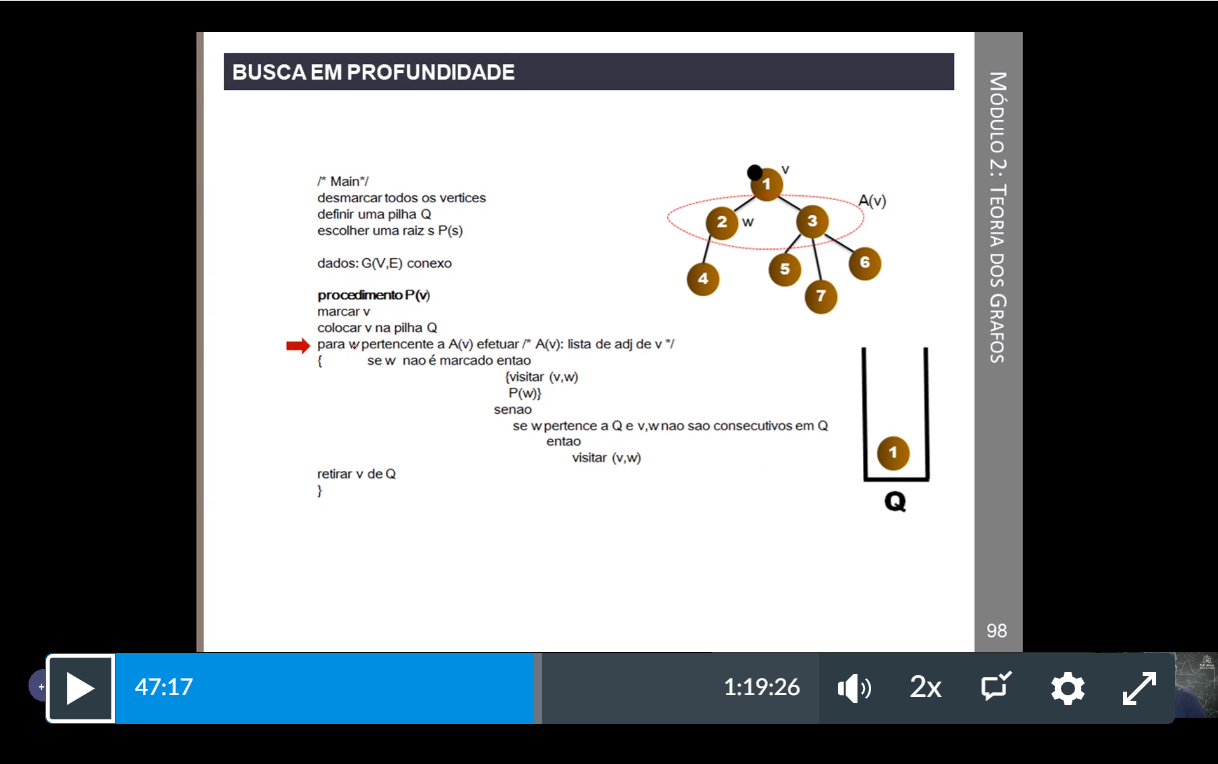 BUSCA EM PROFUNDIDADE
/* Main*/
desmarcar todos os vertices
definir uma pilha Q
escolher uma raiz s P(s)
dados: G(V,E) conexo
procedimento P(v)
marcar v
colocar v na pilha Q
para w pertencente a A(v) efetuar /* A(v): lista de adj de v */
{ se w nao é marcado entao
{visitar (v,w)
P(w)}
senao
se w pertence a Q e v,w nao sao consecutivos em Q
entao
visitar (v,w)
retirar v de Q
}
v
1
A(v)
2 w 3
4 5 6
7
1
Q
MÓDULO 2: TEORIA DOS GRAFOS
98
47:17
1:19:26
2x